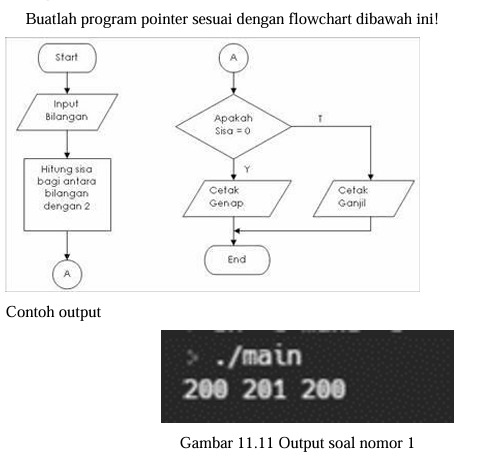 Buatlah program pointer sesuai dengan flowchart dibawah ini!
Start
Input
Bilangan
Hitung sisa
bagi antara
bilangan
dengan 2
A
A
Apakah
Sisa = 0
T
Y
Cetak
Genap
Cetak
Ganjil
End
Contoh output
> ./main
200 201 200
Gambar 11.11 Output soal nomor 1